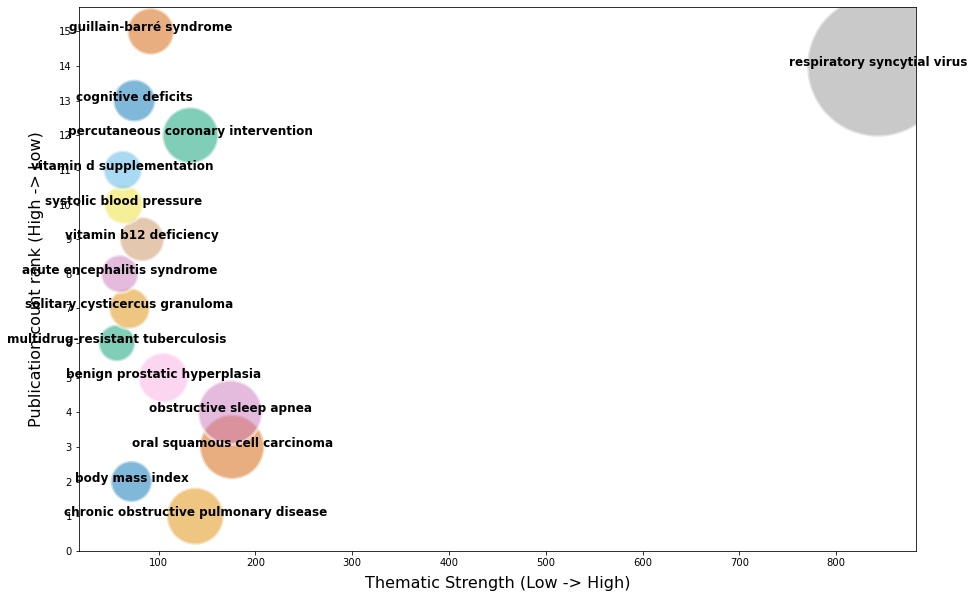 15
guillain-barré syndrome
14
respiratory syncytial virus
13
cognitive deficits
12
percutaneous coronary intervention
11
vitamin d supplementation
10
systolic blood pressure
9
vitamin b12 deficiency
8
acute encephalitis syndrome
7
solitary cysticercus granuloma
6
multidrug-resistant tuberculosis
5
benign prostatic hyperplasia
4
obstructive sleep apnea
3
oral squamous cell carcinoma
2
body mass index
1
chronic obstructive pulmonary disease
0
Publication count rank (High -> Low)
100 200 300 400 500 600 700 800
Thematic Strength (Low -> High)